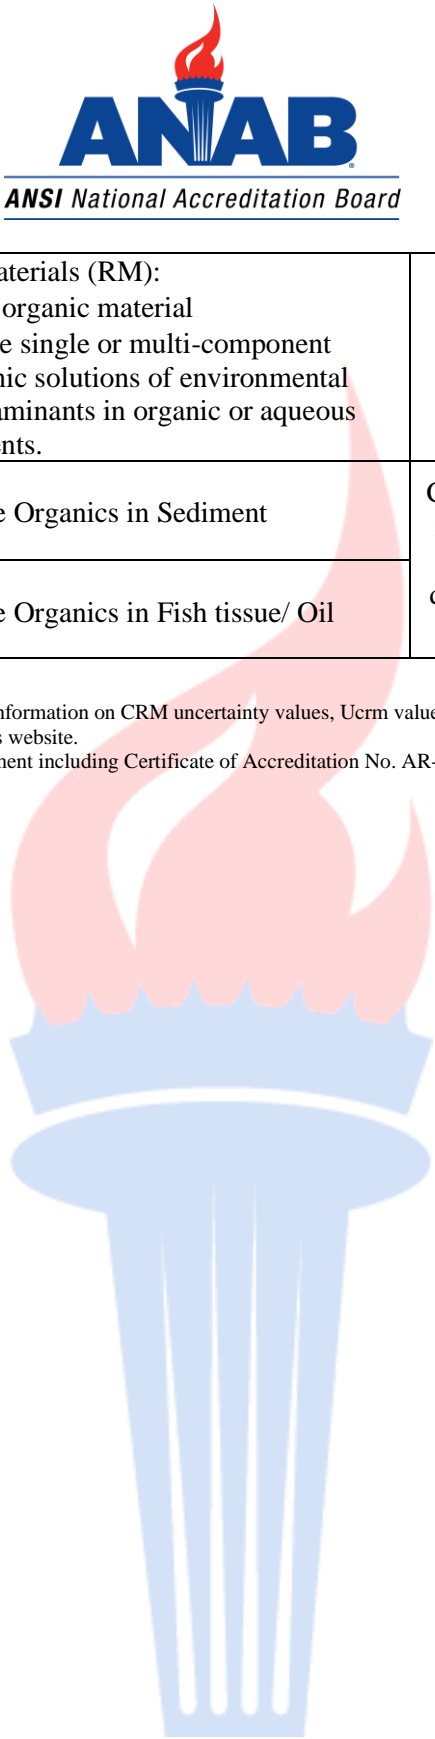 ANAB
ANSI National Accreditation Board
aterials (RM):
organic material
e single or multi-component
nic solutions of environmental
aminants in organic or aqueous
ents.
e Organics in Sediment
e Organics in Fish tissue/ Oil
nformation on CRM uncertainty values, Ucrm value
s website.
nent including Certificate of Accreditation No. AR-